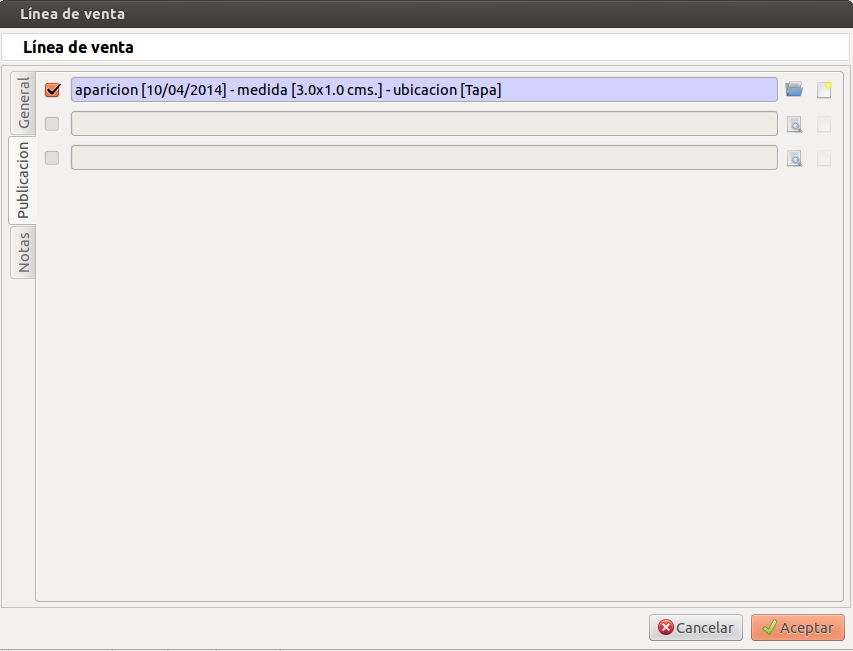 Línea de venta
Línea de venta
General
aparicion [10/04/2014] - medida [3.0x1.0 cms.] - ubicacion [Tapa]
Publicacion
Notas
Cancelar
Aceptar